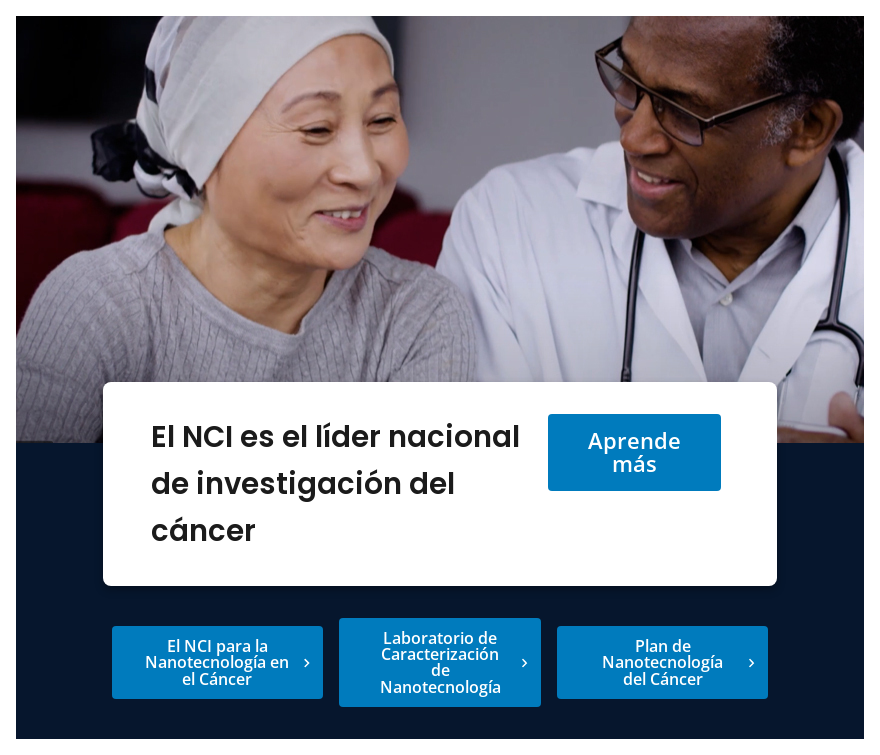 El NCI es el líder nacional
de investigación del
cáncer
Aprende
más
El NCI para la
Nanotecnología en
el Cáncer
Laboratorio de
Caracterización
de
Nanotecnología
Plan de
Nanotecnología
del Cáncer